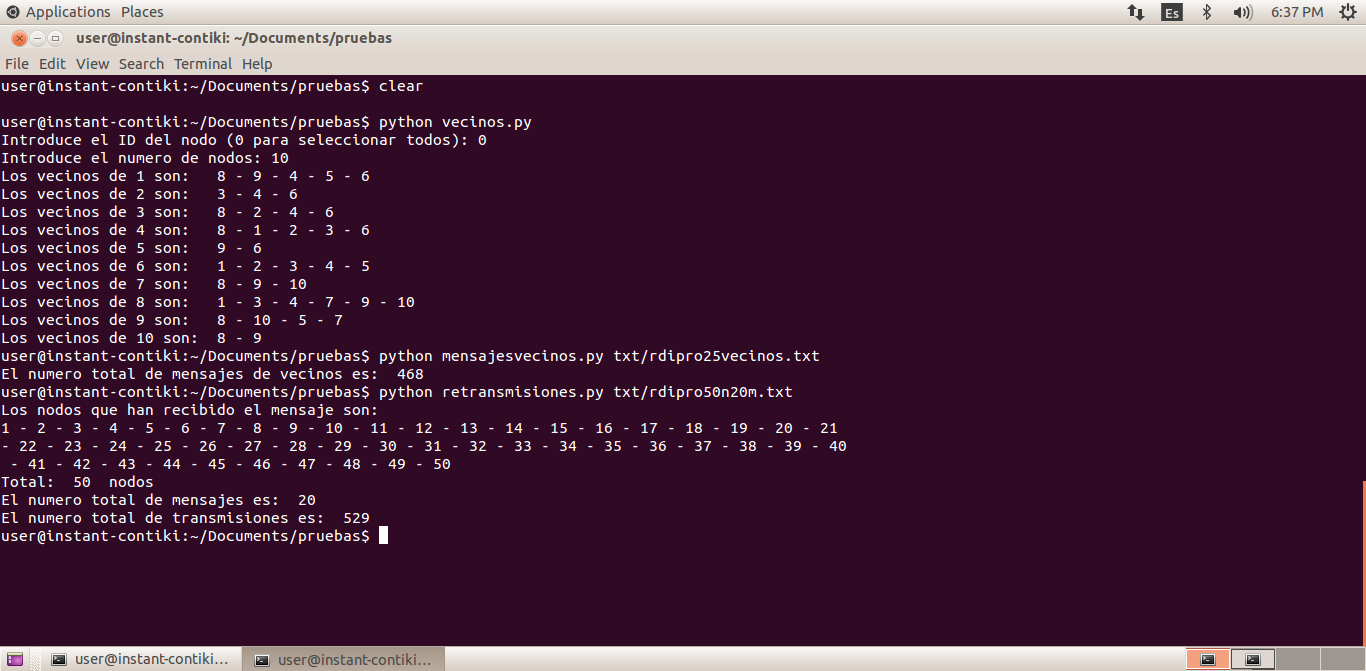 Applications Places Es 6:37 PM
user@instant-contiki: ~/Documents/pruebas
File Edit View Search Terminal Help
user@instant-contiki:~/Documents/pruebas$ clear
user@instant-contiki:~/Documents/pruebas$ python vecinos.py
Introduce el ID del nodo (0 para seleccionar todos): 0
Introduce el numero de nodos: 10
Los vecinos de 1 son:   8 - 9 - 4 - 5 - 6
Los vecinos de 2 son:   3 - 4 - 6
Los vecinos de 3 son:   8 - 2 - 4 - 6
Los vecinos de 4 son:   8 - 1 - 2 - 3 - 6
Los vecinos de 5 son:   9 - 6
Los vecinos de 6 son:   1 - 2 - 3 - 4 - 5
Los vecinos de 7 son:   8 - 9 - 10
Los vecinos de 8 son:   1 - 3 - 4 - 7 - 9 - 10
Los vecinos de 9 son:   8 - 10 - 5 - 7
Los vecinos de 10 son:  8 - 9
user@instant-contiki:~/Documents/pruebas$ python mensajesvecinos.py txt/rdipro25vecinos.txt
El numero total de mensajes de vecinos es:  468
user@instant-contiki:~/Documents/pruebas$ python retransmisiones.py txt/rdipro50n20m.txt
Los nodos que han recibido el mensaje son:
1 - 2 - 3 - 4 - 5 - 6 - 7 - 8 - 9 - 10 - 11 - 12 - 13 - 14 - 15 - 16 - 17 - 18 - 19 - 20 - 21
- 22 - 23 - 24 - 25 - 26 - 27 - 28 - 29 - 30 - 31 - 32 - 33 - 34 - 35 - 36 - 37 - 38 - 39 - 40
 - 41 - 42 - 43 - 44 - 45 - 46 - 47 - 48 - 49 - 50
Total:  50  nodos
El numero total de mensajes es:  20
El numero total de transmisiones es:  529
user@instant-contiki:~/Documents/pruebas$
user@instant-contiki:... user@instant-contiki:...